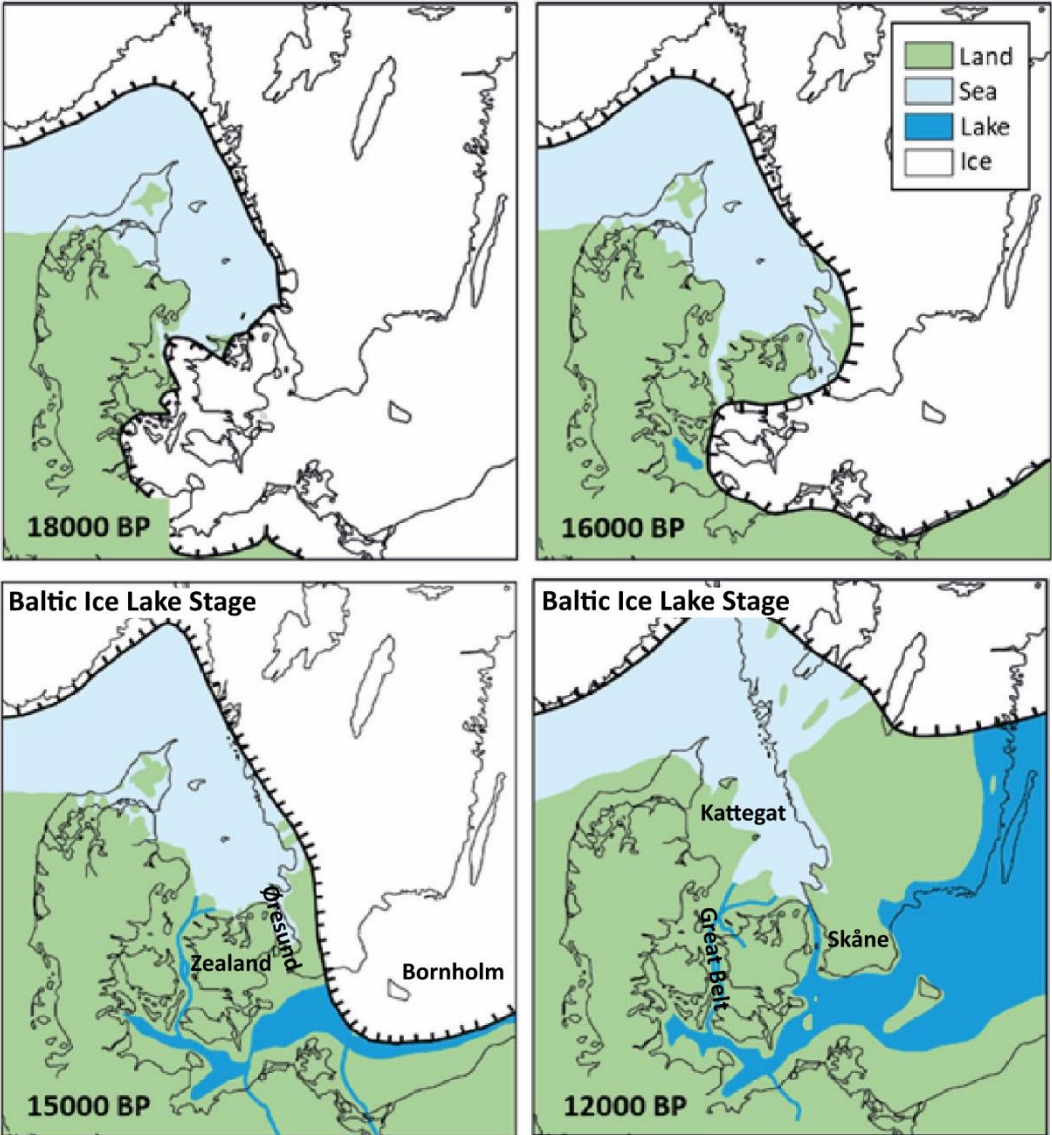 Land
Sea
Lake
Ice
18000 BP
16000 BP
Baltic Ice Lake Stage
Øresund
Zealand
Bornholm
15000 BP
Baltic Ice Lake Stage
Kattegat
Great Belt
Skåne
12000 BP